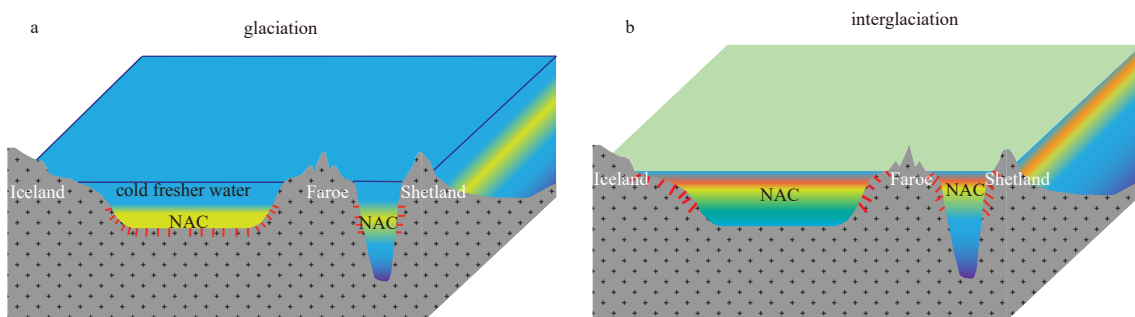 a
glaciation
Iceland
cold fresher water
Faroe
Shetland
NAC
NAC
b
interglaciation
Iceland
NAC
Faroe
NAC
Shetland